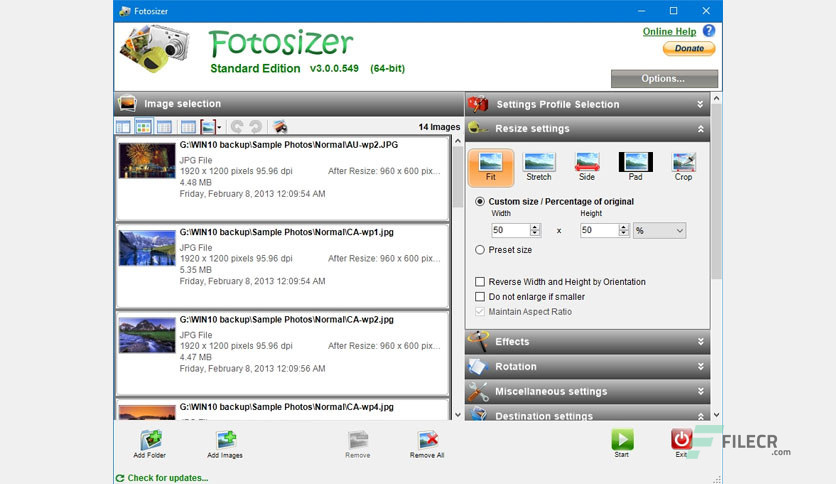 Fotosizer
Fotosizer
Standard Edition v3.0.0.549 (64-bit)
Online Help
Donate
Options...
Image selection
14 Images
G:\WIN10 backup\Sample Photos\Normal\AU-wp2.JPG
JPG File
1920 x 1200 pixels 95.96 dpi After Resize: 960 x 600 pix...
4.48 MB
Friday, February 8, 2013 12:09:54 AM
G:\WIN10 backup\Sample Photos\Normal\CA-wp1.jpg
JPG File
1920 x 1200 pixels 95.96 dpi After Resize: 960 x 600 pix...
5.35 MB
Friday, February 8, 2013 12:09:54 AM
G:\WIN10 backup\Sample Photos\Normal\CA-wp2.jpg
JPG File
1920 x 1200 pixels 95.96 dpi After Resize: 960 x 600 pix...
4.47 MB
Friday, February 8, 2013 12:09:56 AM
G:\WIN10 backup\Sample Photos\Normal\CA-wp4.jpg
Settings Profile Selection
Resize settings
Fit Stretch Side Pad Crop
Custom size / Percentage of original
Width Height
50 x 50 %
Preset size
Reverse Width and Height by Orientation
Do not enlarge if smaller
Maintain Aspect Ratio
Effects
Rotation
Miscellaneous settings
Destination settings
Add Folder Add Images Remove Remove All Start Exit
FILECR
.com
Check for updates...